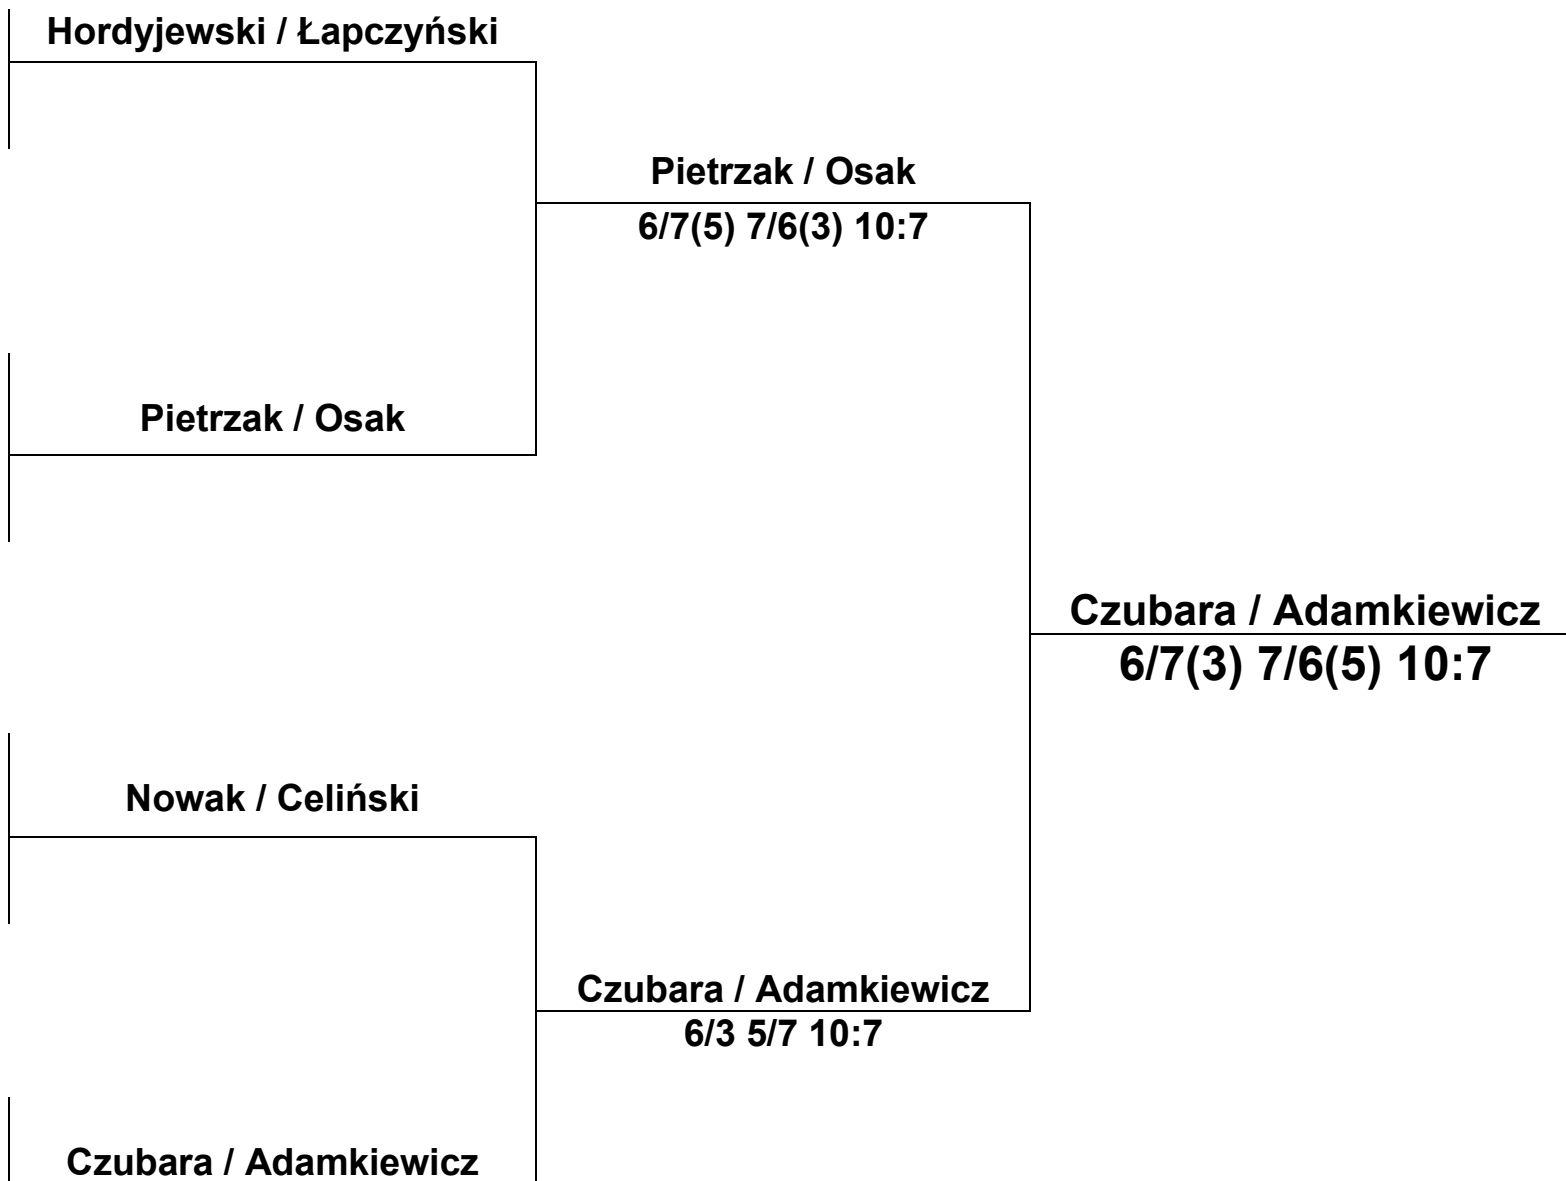 Hordyjewski / Łapczyński
Pietrzak / Osak
6/7(5) 7/6(3) 10:7
Pietrzak / Osak
Czubara / Adamkiewicz
6/7(3) 7/6(5) 10:7
Nowak / Celiński
Czubara / Adamkiewicz
6/3 5/7 10:7
Czubara / Adamkiewicz